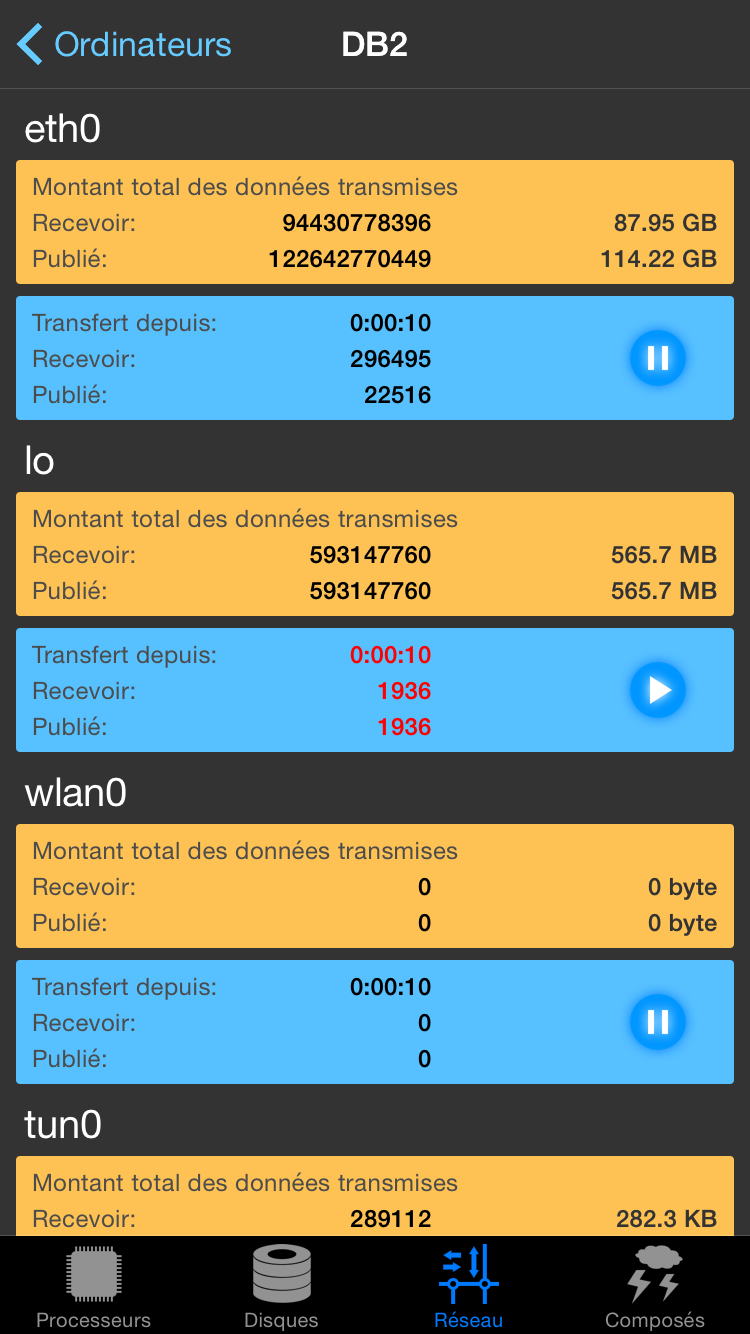 Ordinateurs DB2
eth0
Montant total des données transmises
Recevoir: 94430778396 87.95 GB
Publié: 122642770449 114.22 GB
Transfert depuis: 0:00:10
Recevoir: 296495
Publié: 22516
lo
Montant total des données transmises
Recevoir: 593147760 565.7 MB
Publié: 593147760 565.7 MB
Transfert depuis: 0:00:10
Recevoir: 1936
Publié: 1936
wlan0
Montant total des données transmises
Recevoir: 0 0 byte
Publié: 0 0 byte
Transfert depuis: 0:00:10
Recevoir: 0
Publié: 0
tun0
Montant total des données transmises
Recevoir: 289112 282.3 KB
Processeurs Disques Réseau Composés